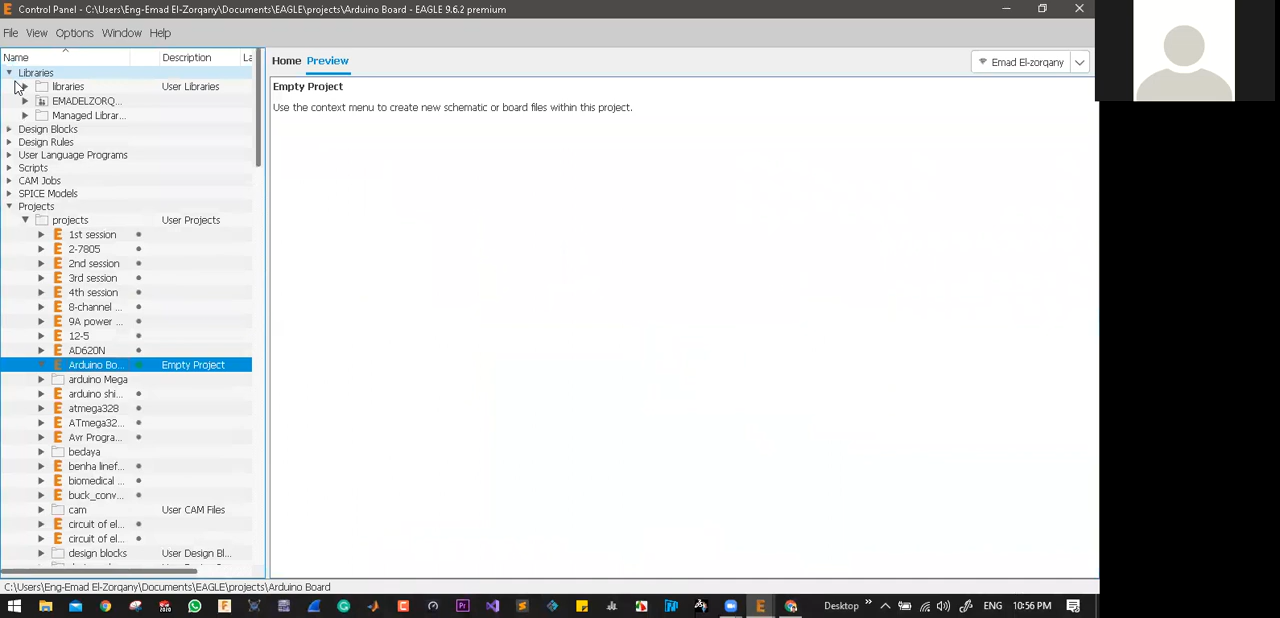 Control Panel - C:\Users\Eng-Emad El-Zorqany\Documents\EAGLE\projects\Arduino Board - EAGLE 9.6.2 premium
File View Options Window Help
Name Description La
Home Preview
Emad El-zorqany
Libraries
libraries User Libraries
EMADELZORQ...
Managed Librar...
Design Blocks
Design Rules
User Language Programs
Scripts
CAM Jobs
SPICE Models
Projects
projects User Projects
1st session
2-7805
2nd session
3rd session
4th session
8-channel ...
9A power ...
12-5
AD620N
Arduino Bo... Empty Project
arduino Mega
arduino shi...
atmega328
ATmega32...
Avr Progra...
bedaya
benha linef...
biomedical ...
buck_conv...
cam User CAM Files
circuit of el...
circuit of el...
design blocks User Design Bl...
Empty Project
Use the context menu to create new schematic or board files within this project.
C:\Users\Eng-Emad El-Zorqany\Documents\EAGLE\projects\Arduino Board
Desktop ENG 10:56 PM